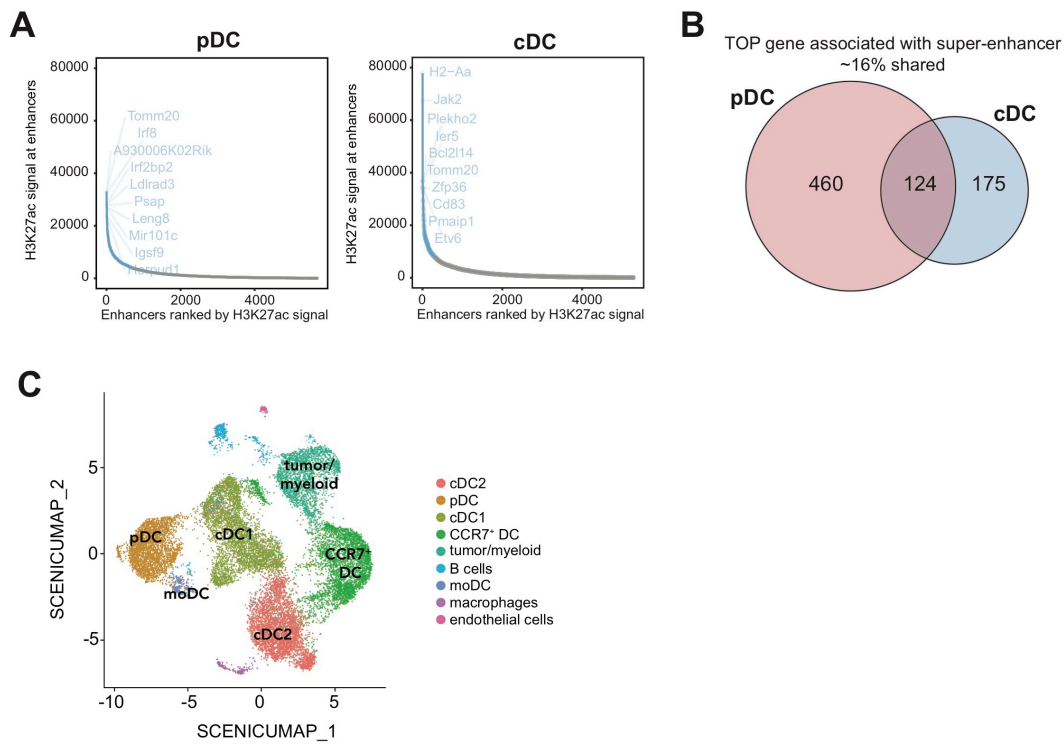 A
pDC
80000
60000
40000
20000
0
H3K27ac signal at enhancers
Tomm20
Irf8
A930006K02Rik
Irf2bp2
Ldlrad3
Psap
Leng8
Mir101c
Igsf9
Herpud1
0 2000 4000
Enhancers ranked by H3K27ac signal
cDC
80000
60000
40000
20000
0
H3K27ac signal at enhancers
H2−Aa
Jak2
Plekho2
Ier5
Bcl2l14
Tomm20
Zfp36
Cd83
Pmaip1
Etv6
0 2000 4000
Enhancers ranked by H3K27ac signal
B
TOP gene associated with super-enhancer
~16% shared
pDC
cDC
460 124 175
C
5
0
-5
SCENICUMAP_2
tumor/
myeloid
pDC
cDC1
CCR7⁺
DC
moDC
cDC2
-10 -5 0 5
SCENICUMAP_1
cDC2
pDC
cDC1
CCR7⁺ DC
tumor/myeloid
B cells
moDC
macrophages
endothelial cells